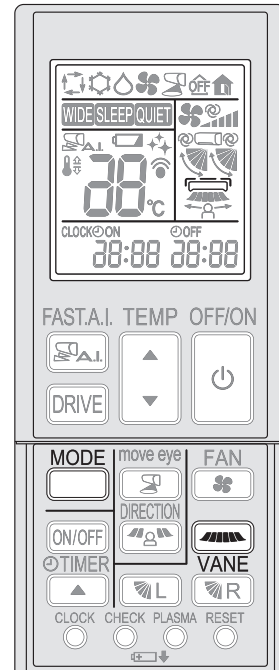 WIDE SLEEP QUIET
A.I.
88 °C
CLOCK ON OFF
88:88 88:88
FAST.A.I. TEMP OFF/ON
A.I.
DRIVE
MODE move eye FAN
DIRECTION
ON/OFF
TIMER VANE
L R
CLOCK CHECK PLASMA RESET